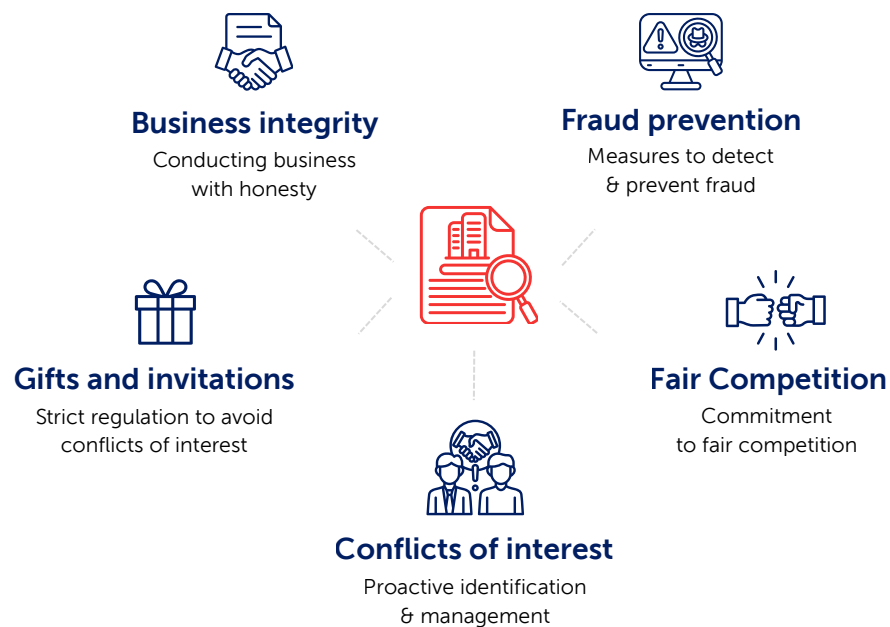 Business integrity
Conducting business
with honesty
Fraud prevention
Measures to detect
& prevent fraud
Gifts and invitations
Strict regulation to avoid
conflicts of interest
Fair Competition
Commitment
to fair competition
Conflicts of interest
Proactive identification
& management